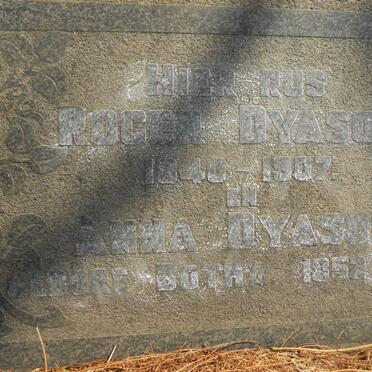 HIER RUS
ROGER DYASO
1840 - 1907
EN
ANNA DYASO
GEBORE BOTHA 1852